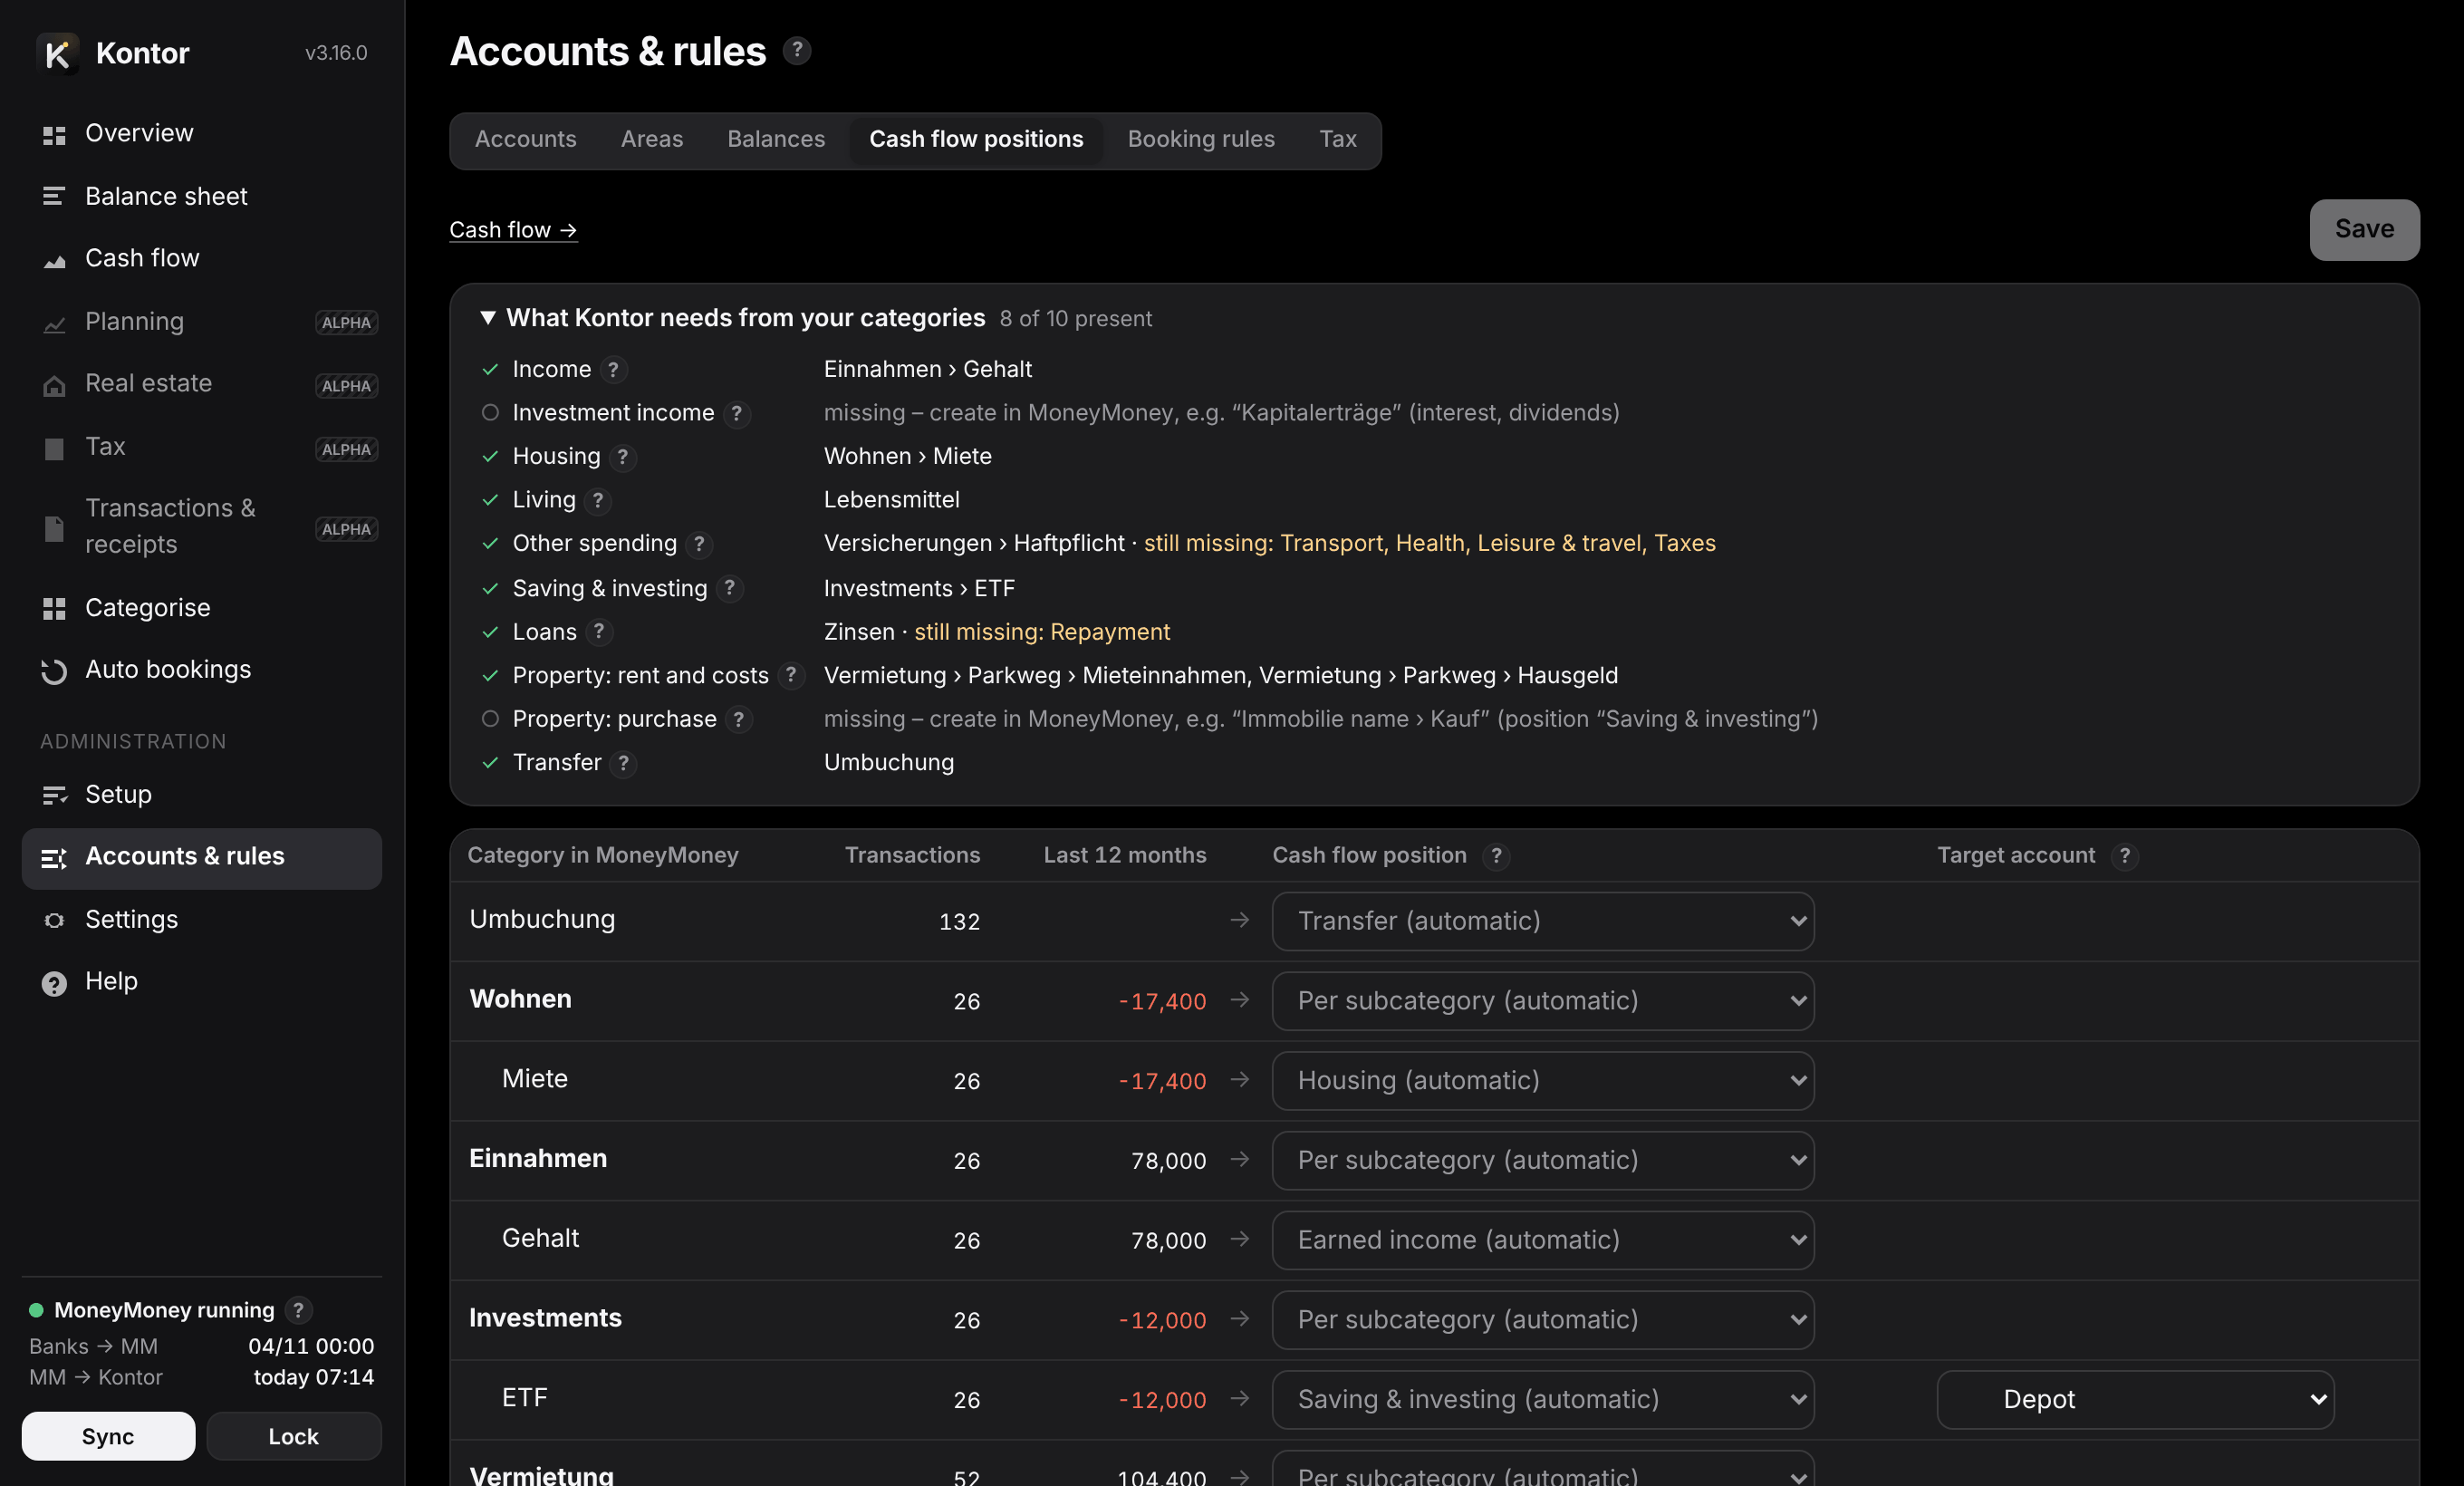 Kontor v3.16.0
Overview
Balance sheet
Cash flow
Planning ALPHA
Real estate ALPHA
Tax ALPHA
Transactions & receipts ALPHA
Categorise
Auto bookings
ADMINISTRATION
Setup
Accounts & rules
Settings
Help
MoneyMoney running ?
Banks → MM 04/11 00:00
MM → Kontor today 07:14
Sync Lock
Accounts & rules ?
Accounts Areas Balances Cash flow positions Booking rules Tax
Cash flow → Save
▼ What Kontor needs from your categories 8 of 10 present
✓ Income ? Einnahmen › Gehalt
○ Investment income ? missing – create in MoneyMoney, e.g. “Kapitalerträge” (interest, dividends)
✓ Housing ? Wohnen › Miete
✓ Living ? Lebensmittel
✓ Other spending ? Versicherungen › Haftpflicht · still missing: Transport, Health, Leisure & travel, Taxes
✓ Saving & investing ? Investments › ETF
✓ Loans ? Zinsen · still missing: Repayment
✓ Property: rent and costs ? Vermietung › Parkweg › Mieteinnahmen, Vermietung › Parkweg › Hausgeld
○ Property: purchase ? missing – create in MoneyMoney, e.g. “Immobilie name › Kauf” (position “Saving & investing”)
✓ Transfer ? Umbuchung
Category in MoneyMoney Transactions Last 12 months Cash flow position ? Target account ?
Umbuchung 132 → Transfer (automatic)
Wohnen 26 -17,400 → Per subcategory (automatic)
Miete 26 -17,400 → Housing (automatic)
Einnahmen 26 78,000 → Per subcategory (automatic)
Gehalt 26 78,000 → Earned income (automatic)
Investments 26 -12,000 → Per subcategory (automatic)
ETF 26 -12,000 → Saving & investing (automatic) Depot
Vermietung 52 104,400 → Per subcategory (automatic)